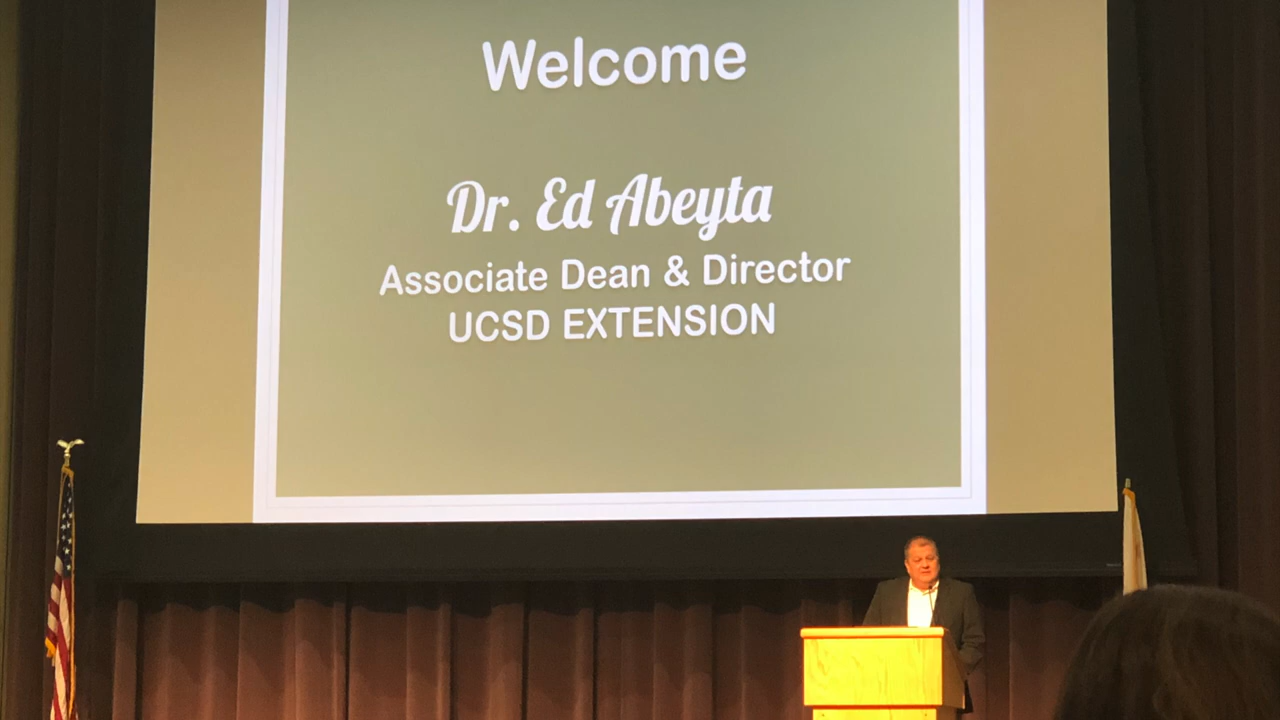 Welcome
Dr. Ed Abeyta
Associate Dean & Director
UCSD EXTENSION